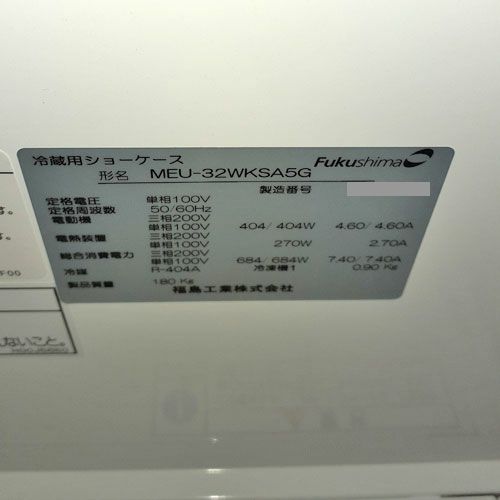 冷蔵用ショーケース
Fukushima
形名 MEU-32WKSA5G
製造番号
定格電圧 単相100V
定格周波数 50/60Hz
電動機 三相200V
単相100V 404/404W 4.60/4.60A
電熱装置 三相200V
単相100V 270W 2.70A
総合消費電力 三相200V
単相100V 684/684W 7.40/7.40A
冷媒 R-404A 冷凍機1 0.90Kg
製品質量 180Kg
福島工業株式会社
す。
す。
F00
ないこと。